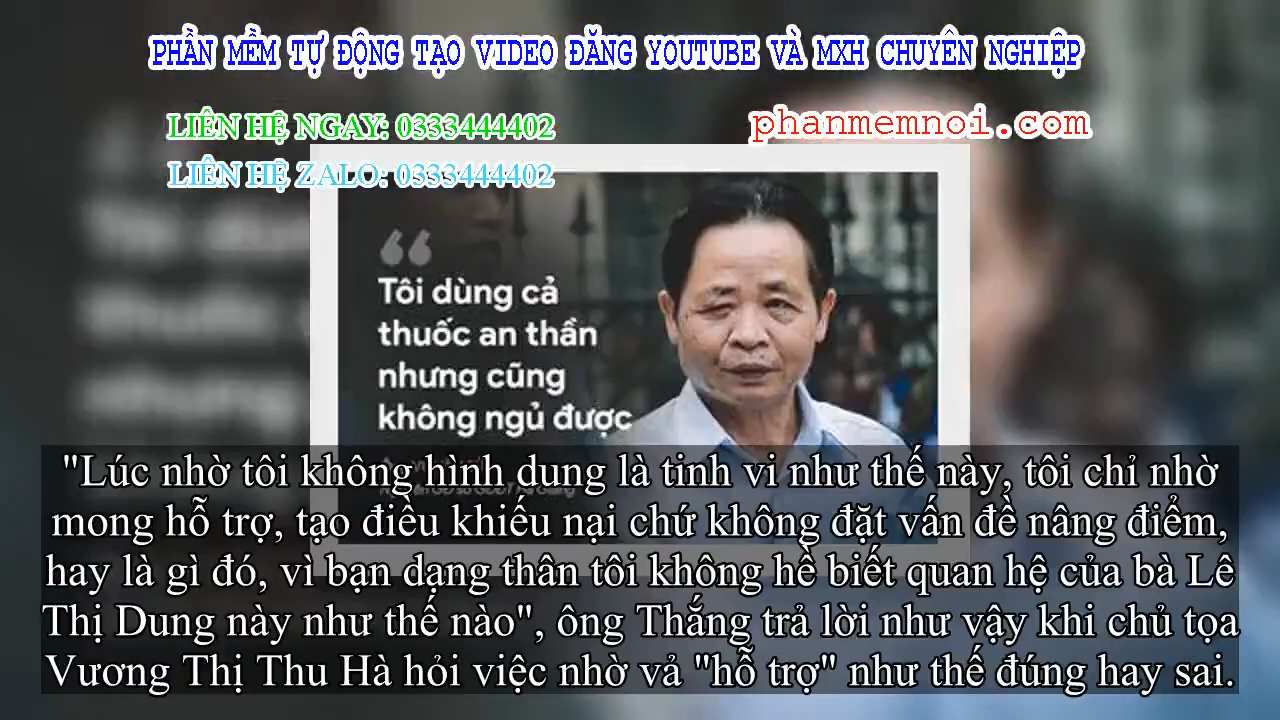 PHẦN MỀM TỰ ĐỘNG TẠO VIDEO ĐĂNG YOUTUBE VÀ MXH CHUYÊN NGHIỆP
LIÊN HỆ NGAY: 0333444402
phanmemnoi.com
LIÊN HỆ ZALO: 0333444402
Tôi dùng cả
thuốc an thần
nhưng cũng
không ngủ được
"Lúc nhờ tôi không hình dung là tinh vi như thế này, tôi chỉ nhờ
mong hỗ trợ, tạo điều khiếu nại chứ không đặt vấn đề nâng điểm,
hay là gì đó, vì bạn dạng thân tôi không hề biết quan hệ của bà Lê
Thị Dung này như thế nào", ông Thắng trả lời như vậy khi chủ tọa
Vương Thị Thu Hà hỏi việc nhờ vả "hỗ trợ" như thế đúng hay sai.